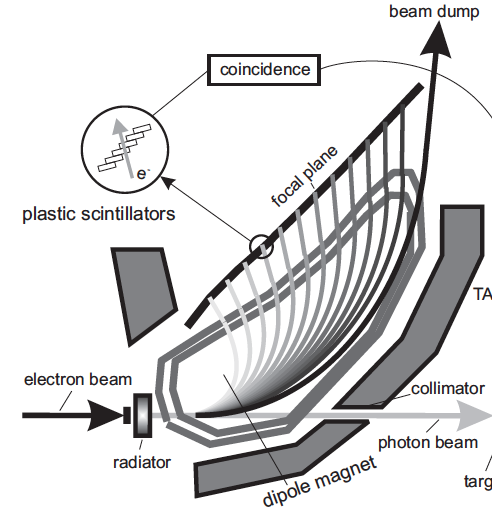 beam dump
coincidence
focal plane
e-
plastic scintillators
TA
electron beam
collimator
photon beam
radiator
dipole magnet
targ